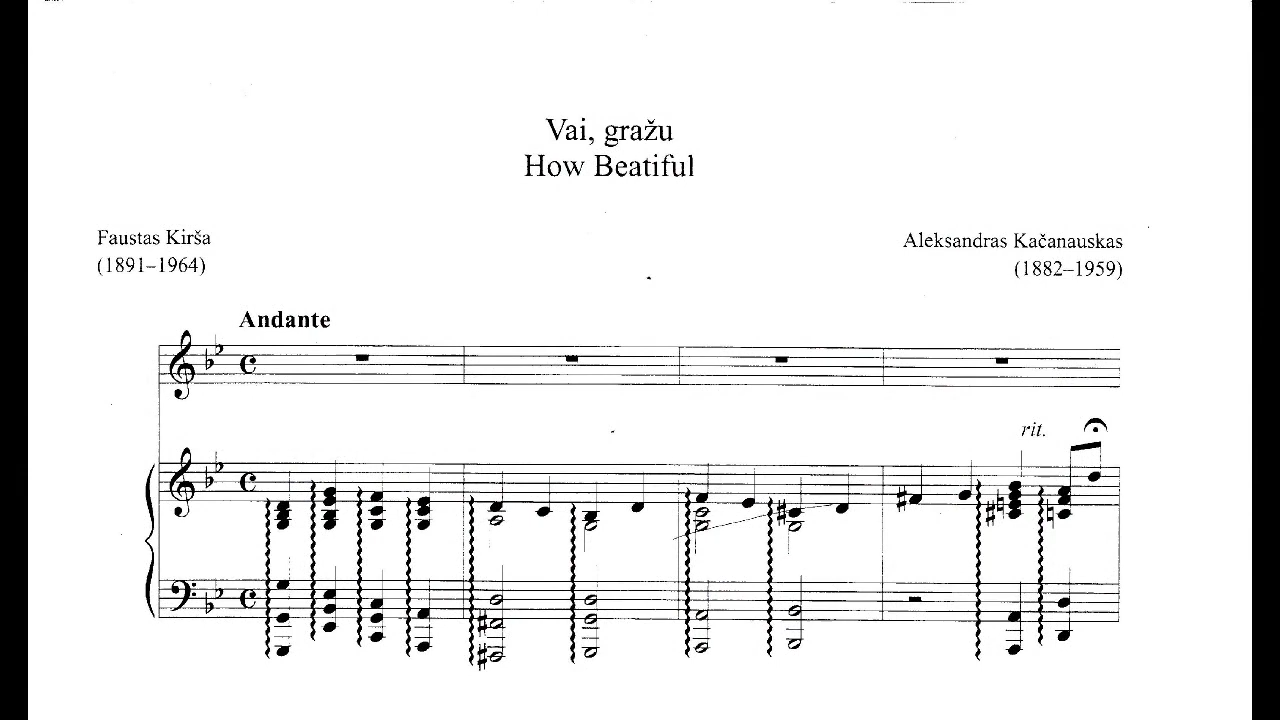 Vai, gražu
How Beatiful
Faustas Kirša
(1891–1964)
Aleksandras Kačanauskas
(1882–1959)
Andante
rit.